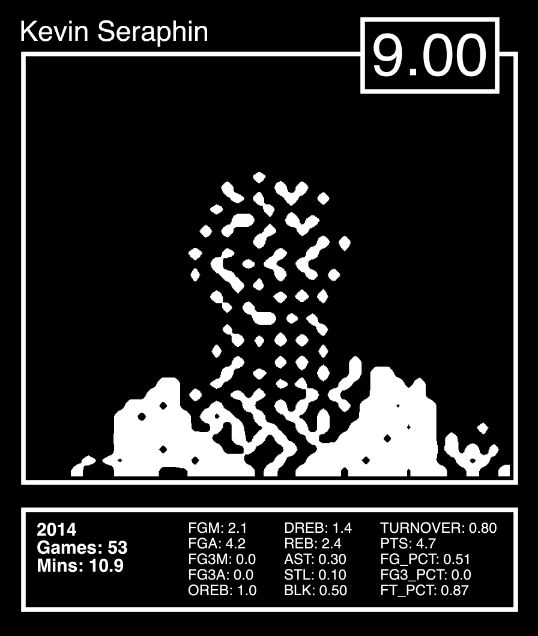 Kevin Seraphin
9.00
2014
Games: 53
Mins: 10.9
FGM: 2.1
FGA: 4.2
FG3M: 0.0
FG3A: 0.0
OREB: 1.0
DREB: 1.4
REB: 2.4
AST: 0.30
STL: 0.10
BLK: 0.50
TURNOVER: 0.80
PTS: 4.7
FG_PCT: 0.51
FG3_PCT: 0.0
FT_PCT: 0.87